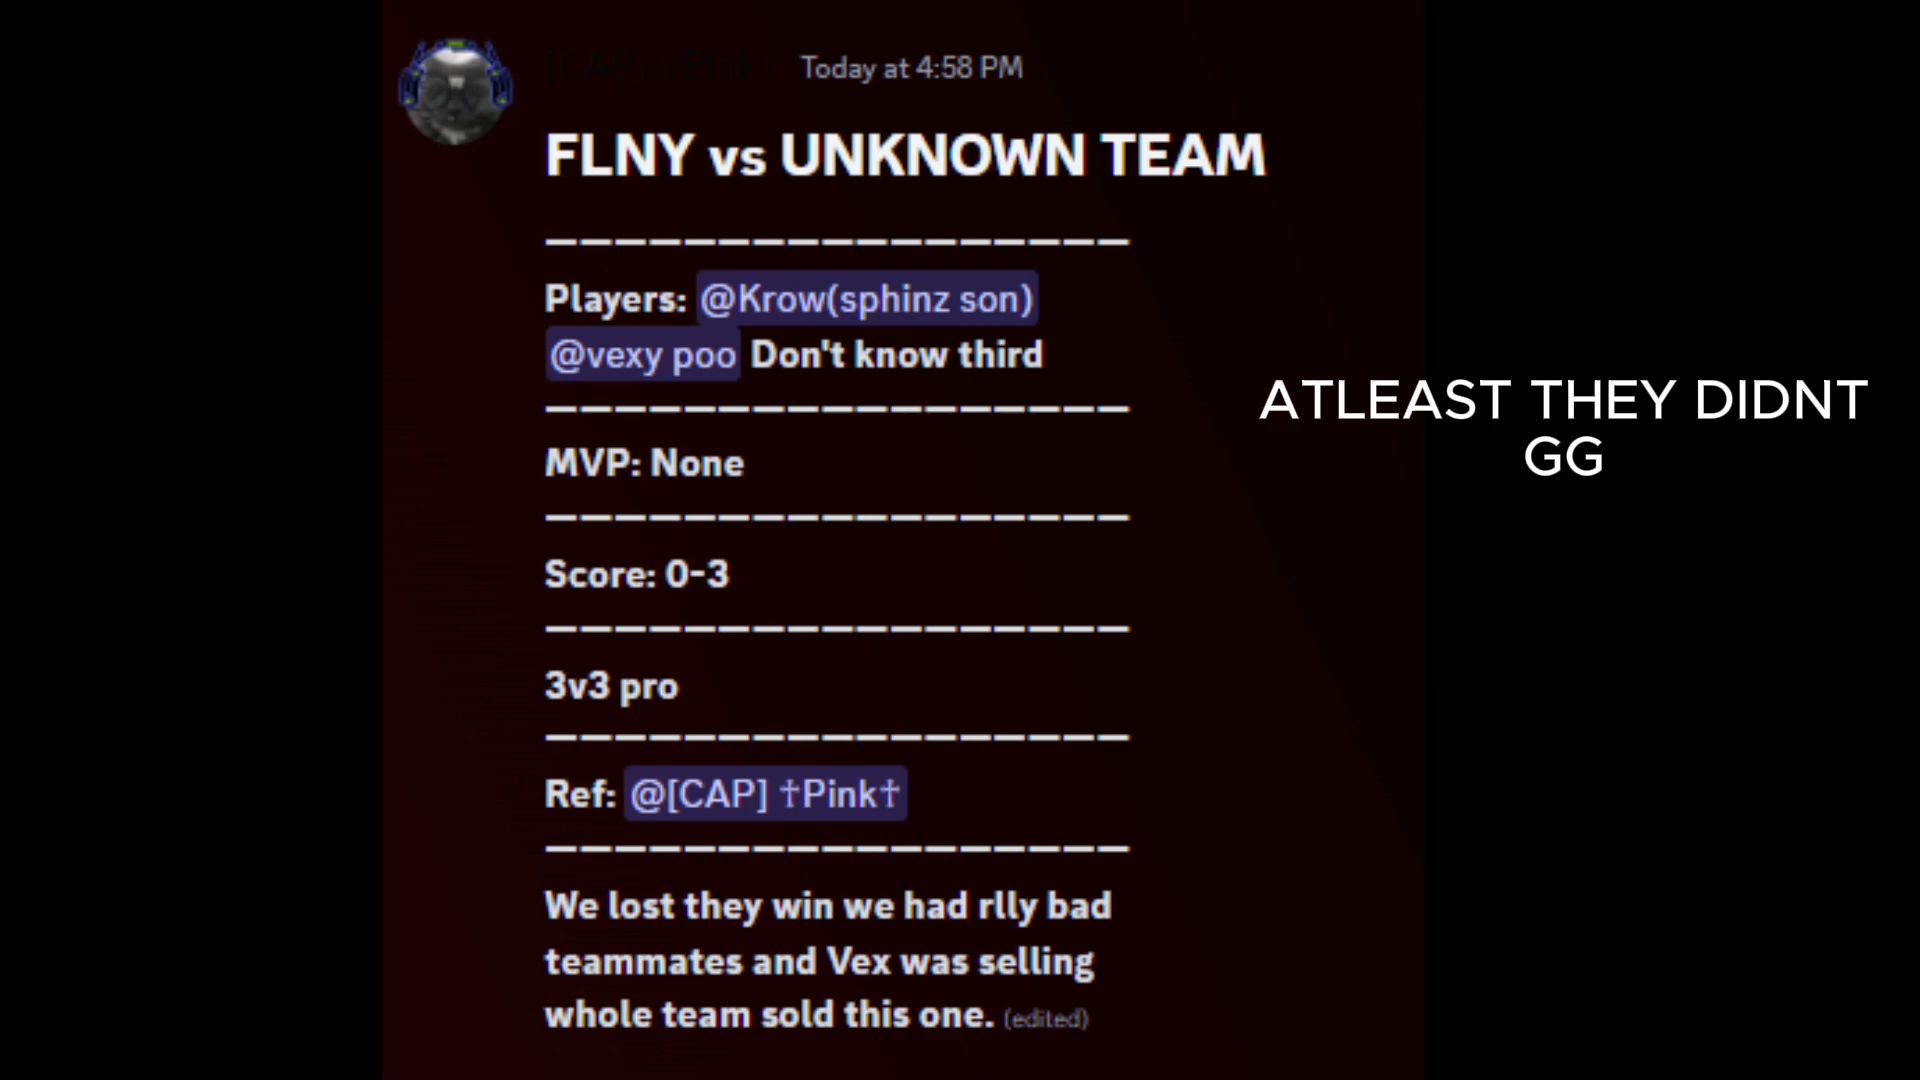 [CAP] †Pink† Today at 4:58 PM
FLNY vs UNKNOWN TEAM
—————————————————
Players: @Krow(sphinz son)
@vexy poo Don't know third
—————————————————
ATLEAST THEY DIDNT
GG
MVP: None
—————————————————
Score: 0-3
—————————————————
3v3 pro
—————————————————
Ref: @[CAP] †Pink†
—————————————————
We lost they win we had rlly bad
teammates and Vex was selling
whole team sold this one. (edited)